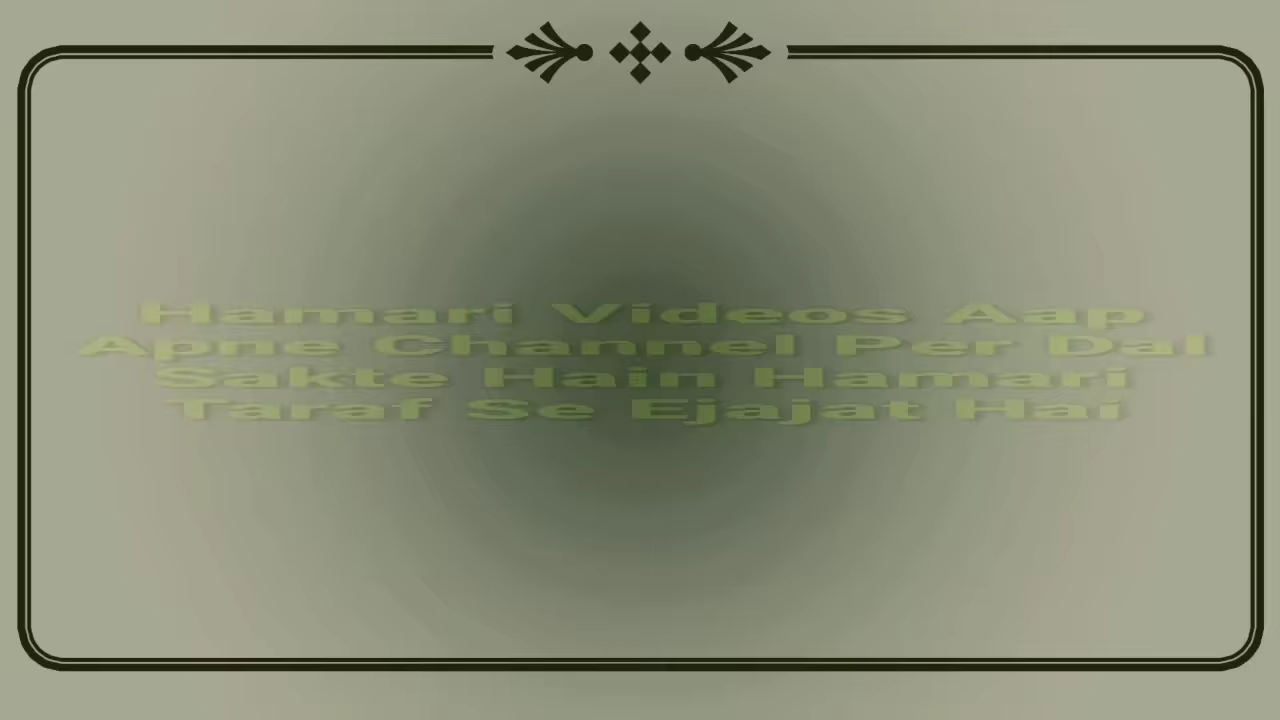 Hamari Videos Aap
Apne Channel Per Dal
Sakte Hain Hamari
Taraf Se Ejajat Hai